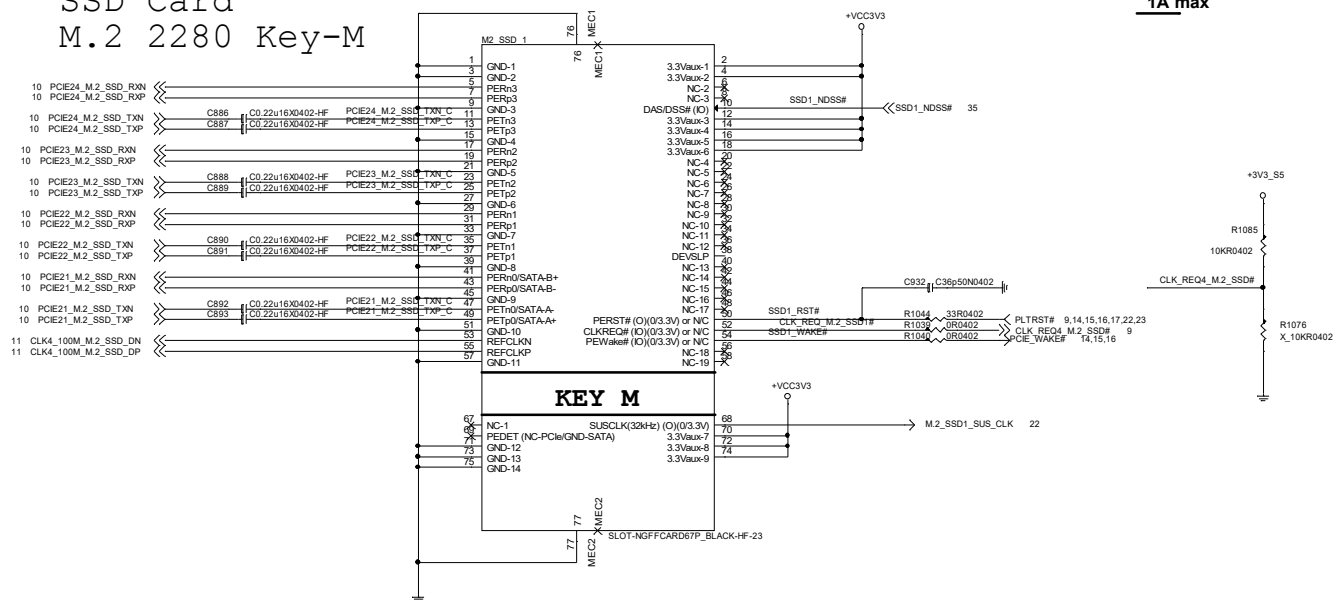 SSD Card
M.2 2280 Key-M
1A max
+VCC3V3
76
MEC1
M2_SSD_1
76
MEC1
1 GND-1
3 GND-2
10 PCIE24_M.2_SSD_RXN 5 PERn3
10 PCIE24_M.2_SSD_RXP 7 PERp3
9 GND-3
10 PCIE24_M.2_SSD_TXN C886 C0.22u16X0402-HF PCIE24_M.2_SSD_TXN_C 11 PETn3
10 PCIE24_M.2_SSD_TXP C887 C0.22u16X0402-HF PCIE24_M.2_SSD_TXP_C 13 PETp3
15 GND-4
10 PCIE23_M.2_SSD_RXN 17 PERn2
10 PCIE23_M.2_SSD_RXP 19 PERp2
21 GND-5
10 PCIE23_M.2_SSD_TXN C888 C0.22u16X0402-HF PCIE23_M.2_SSD_TXN_C 23 PETn2
10 PCIE23_M.2_SSD_TXP C889 C0.22u16X0402-HF PCIE23_M.2_SSD_TXP_C 25 PETp2
27 GND-6
10 PCIE22_M.2_SSD_RXN 29 PERn1
10 PCIE22_M.2_SSD_RXP 31 PERp1
33 GND-7
10 PCIE22_M.2_SSD_TXN C890 C0.22u16X0402-HF PCIE22_M.2_SSD_TXN_C 35 PETn1
10 PCIE22_M.2_SSD_TXP C891 C0.22u16X0402-HF PCIE22_M.2_SSD_TXP_C 37 PETp1
39 GND-8
10 PCIE21_M.2_SSD_RXN 41 PERn0/SATA-B+
10 PCIE21_M.2_SSD_RXP 43 PERp0/SATA-B-
45 GND-9
10 PCIE21_M.2_SSD_TXN C892 C0.22u16X0402-HF PCIE21_M.2_SSD_TXN_C 47 PETn0/SATA-A-
10 PCIE21_M.2_SSD_TXP C893 C0.22u16X0402-HF PCIE21_M.2_SSD_TXP_C 49 PETp0/SATA-A+
51 GND-10
11 CLK4_100M_M.2_SSD_DN 53 REFCLKN
11 CLK4_100M_M.2_SSD_DP 55 REFCLKP
57 GND-11
3.3Vaux-1 2
3.3Vaux-2 4
NC-2 6
NC-3 8
DAS/DSS# (IO) 10 SSD1_NDSS# SSD1_NDSS# 35
3.3Vaux-3 12
3.3Vaux-4 14
3.3Vaux-5 16
3.3Vaux-6 18
NC-4 20
NC-5 22
NC-6 24
NC-7 26
NC-8 28
NC-9 30
NC-10 32
NC-11 34
NC-12 36
DEVSLP 38
NC-13 40
NC-14 42
NC-15 44
NC-16 46
NC-17 48
C932 C36p50N0402
PERST# (O)(0/3.3V) or N/C 50 SSD1_RST# R1044 33R0402 PLTRST# 9,14,15,16,17,22,23
CLKREQ# (IO)(0/3.3V) or N/C 52 CLK_REQ_M.2_SSD1# R1039 0R0402 CLK_REQ4_M.2_SSD# 9
PEWake# (IO)(0/3.3V) or N/C 54 SSD1_WAKE# R1040 0R0402 PCIE_WAKE# 14,15,16
NC-18 56
NC-19 58
+3V3_S5
R1085
10KR0402
CLK_REQ4_M.2_SSD#
R1076
X_10KR0402
KEY M
+VCC3V3
67 NC-1
69 PEDET (NC-PCIe/GND-SATA)
71 GND-12
73 GND-13
75 GND-14
SUSCLK(32kHz) (O)(0/3.3V) 68 M.2_SSD1_SUS_CLK 22
3.3Vaux-7 70
3.3Vaux-8 72
3.3Vaux-9 74
77
MEC2
SLOT-NGFFCARD67P_BLACK-HF-23
77
MEC2